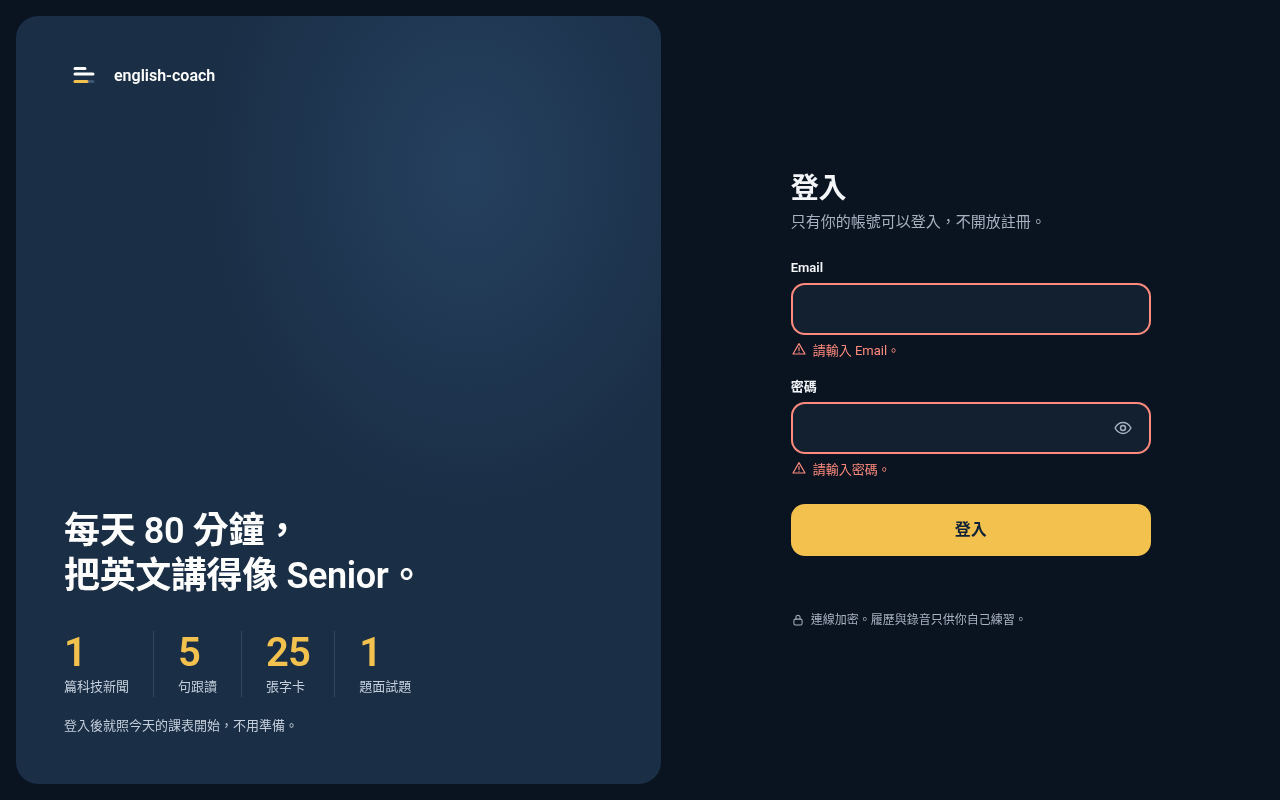 english-coach
每天 80 分鐘，
把英文講得像 Senior。
1
篇科技新聞
5
句跟讀
25
張字卡
1
題面試題
登入後就照今天的課表開始，不用準備。
登入
只有你的帳號可以登入，不開放註冊。
Email
請輸入 Email。
密碼
請輸入密碼。
登入
連線加密。履歷與錄音只供你自己練習。